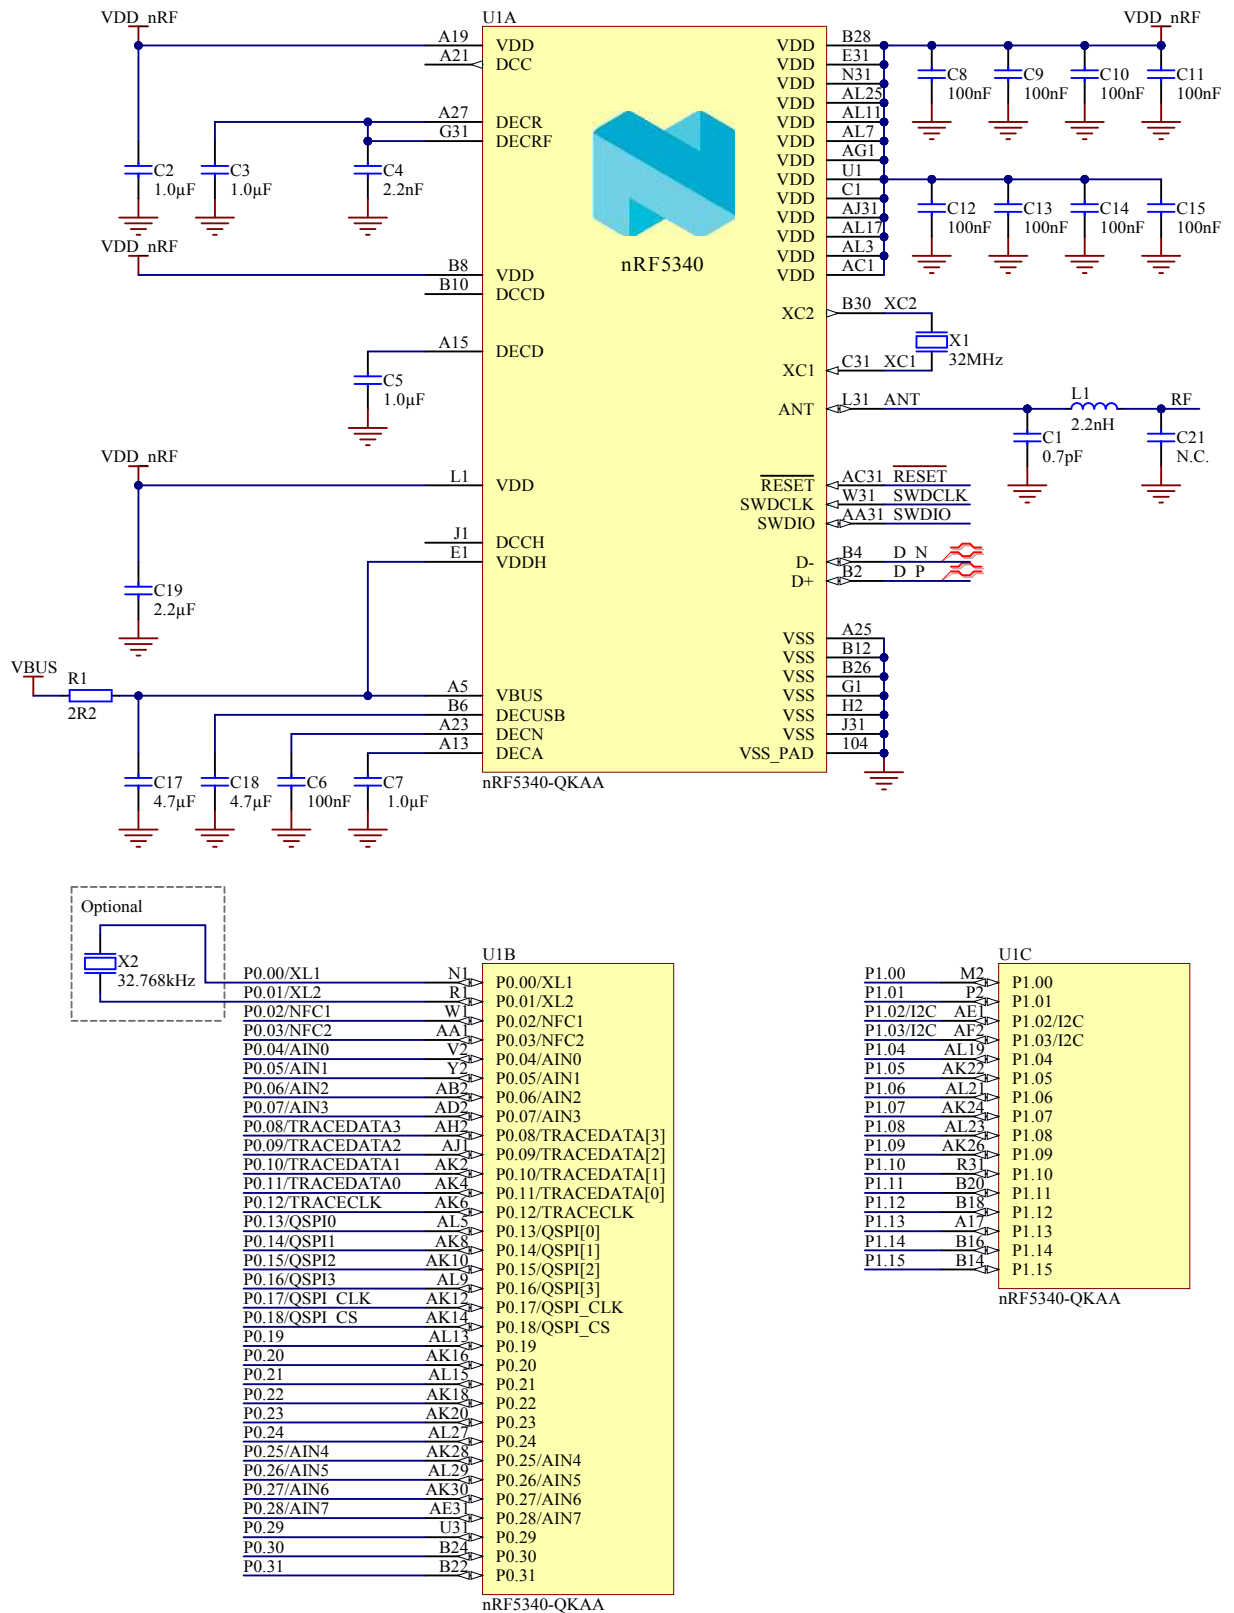 VDD_nRF
U1A
VDD_nRF
A19 VDD
A21 DCC
A27 DECR
G31 DECRF
C2 1.0µF
C3 1.0µF
C4 2.2nF
VDD_nRF
B8 VDD
B10 DCCD
A15 DECD
C5 1.0µF
VDD_nRF
L1 VDD
J1 DCCH
E1 VDDH
C19 2.2µF
VBUS
R1
2R2
A5 VBUS
B6 DECUSB
A23 DECN
A13 DECA
C17 4.7µF
C18 4.7µF
C6 100nF
C7 1.0µF
nRF5340
VDD B28
VDD E31
VDD N31
VDD AL25
VDD AL11
VDD AL7
VDD AG1
VDD U1
VDD C1
VDD AJ31
VDD AL17
VDD AL3
VDD AC1
C8 100nF
C9 100nF
C10 100nF
C11 100nF
C12 100nF
C13 100nF
C14 100nF
C15 100nF
XC2 B30 XC2
X1
32MHz
XC1 C31 XC1
ANT L31 ANT
L1
2.2nH
RF
C1 0.7pF
C21 N.C.
RESET AC31 RESET
SWDCLK W31 SWDCLK
SWDIO AA31 SWDIO
D- B4 D_N
D+ B2 D_P
VSS A25
VSS B12
VSS B26
VSS G1
VSS H2
VSS J31
VSS_PAD 104
nRF5340-QKAA
Optional
X2
32.768kHz
U1B
P0.00/XL1 N1 P0.00/XL1
P0.01/XL2 R1 P0.01/XL2
P0.02/NFC1 W1 P0.02/NFC1
P0.03/NFC2 AA1 P0.03/NFC2
P0.04/AIN0 V2 P0.04/AIN0
P0.05/AIN1 Y2 P0.05/AIN1
P0.06/AIN2 AB2 P0.06/AIN2
P0.07/AIN3 AD2 P0.07/AIN3
P0.08/TRACEDATA3 AH2 P0.08/TRACEDATA[3]
P0.09/TRACEDATA2 AJ1 P0.09/TRACEDATA[2]
P0.10/TRACEDATA1 AK2 P0.10/TRACEDATA[1]
P0.11/TRACEDATA0 AK4 P0.11/TRACEDATA[0]
P0.12/TRACECLK AK6 P0.12/TRACECLK
P0.13/QSPI0 AL5 P0.13/QSPI[0]
P0.14/QSPI1 AK8 P0.14/QSPI[1]
P0.15/QSPI2 AK10 P0.15/QSPI[2]
P0.16/QSPI3 AL9 P0.16/QSPI[3]
P0.17/QSPI_CLK AK12 P0.17/QSPI_CLK
P0.18/QSPI_CS AK14 P0.18/QSPI_CS
P0.19 AL13 P0.19
P0.20 AK16 P0.20
P0.21 AL15 P0.21
P0.22 AK18 P0.22
P0.23 AK20 P0.23
P0.24 AL27 P0.24
P0.25/AIN4 AK28 P0.25/AIN4
P0.26/AIN5 AL29 P0.26/AIN5
P0.27/AIN6 AK30 P0.27/AIN6
P0.28/AIN7 AE31 P0.28/AIN7
P0.29 U31 P0.29
P0.30 B24 P0.30
P0.31 B22 P0.31
nRF5340-QKAA
U1C
P1.00 M2 P1.00
P1.01 P2 P1.01
P1.02/I2C AE1 P1.02/I2C
P1.03/I2C AF2 P1.03/I2C
P1.04 AL19 P1.04
P1.05 AK22 P1.05
P1.06 AL21 P1.06
P1.07 AK24 P1.07
P1.08 AL23 P1.08
P1.09 AK26 P1.09
P1.10 R31 P1.10
P1.11 B20 P1.11
P1.12 B18 P1.12
P1.13 A17 P1.13
P1.14 B16 P1.14
P1.15 B14 P1.15
nRF5340-QKAA